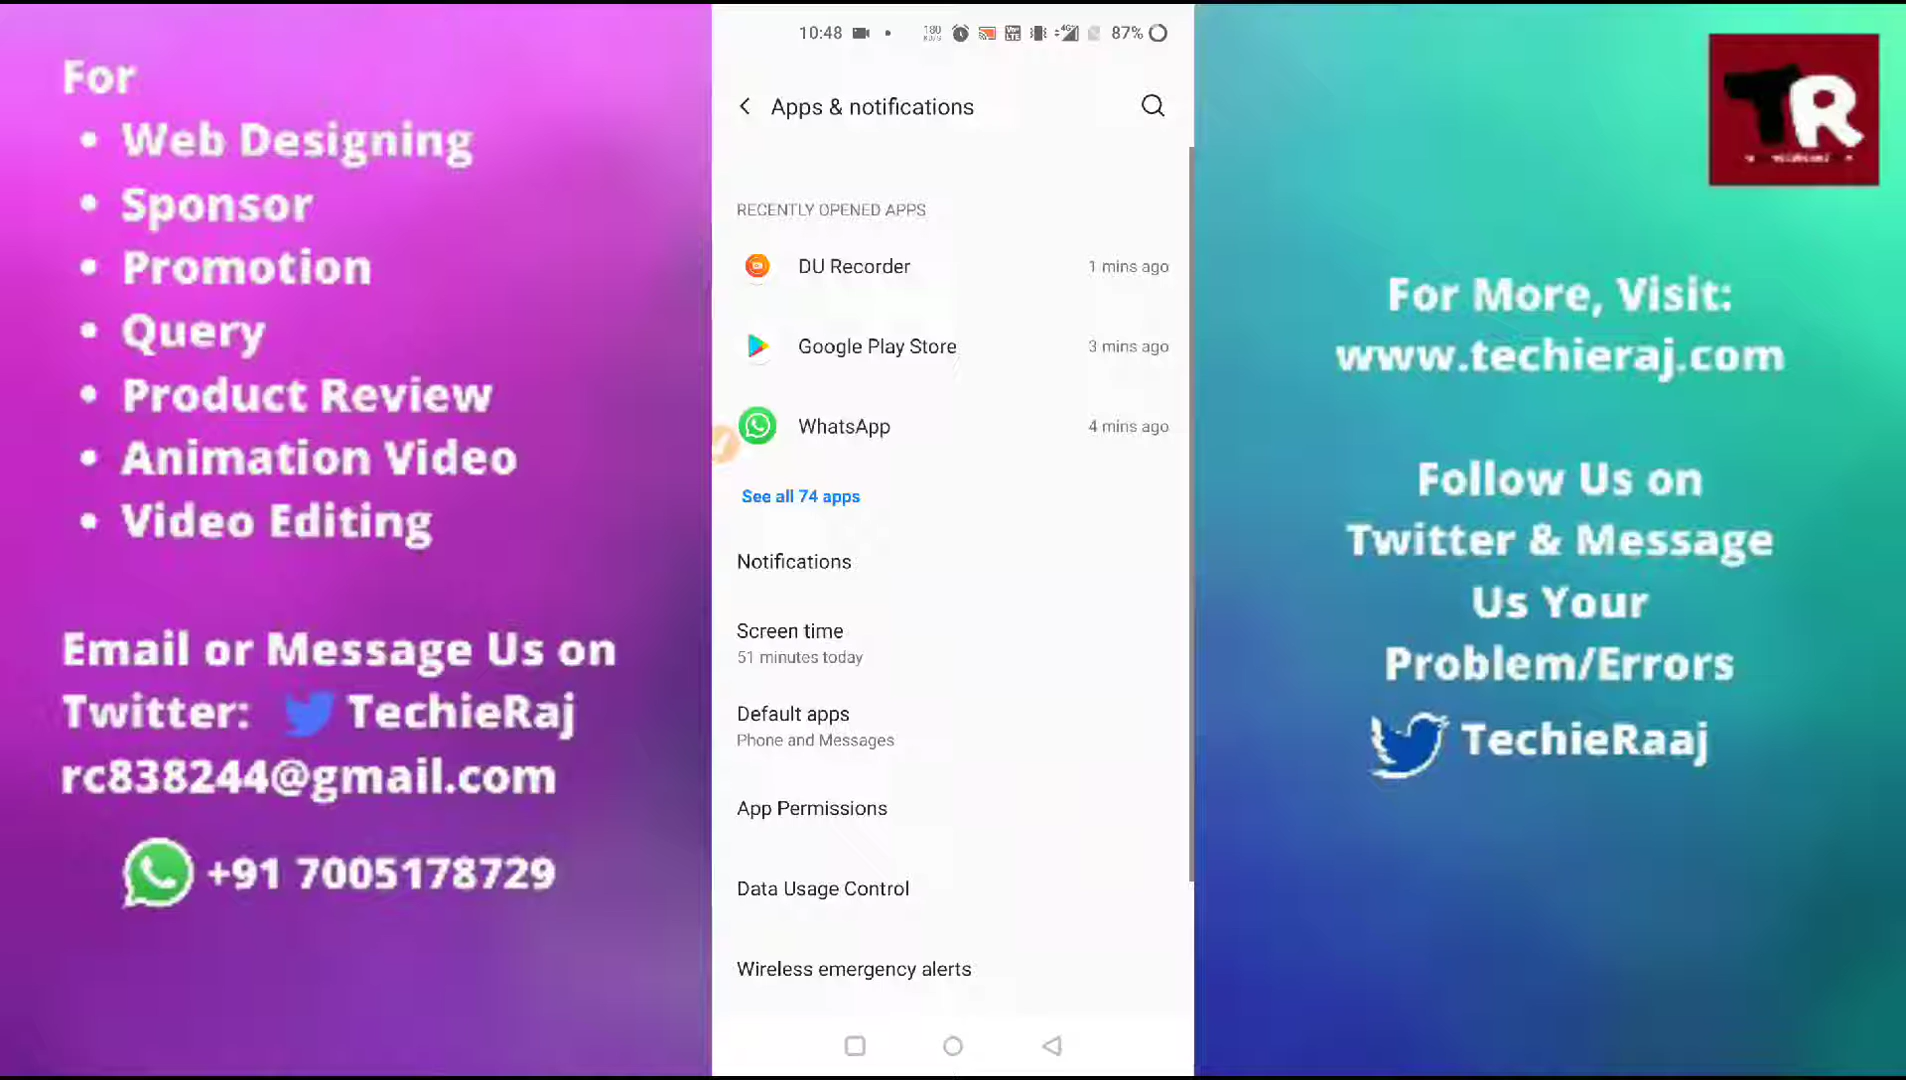 For
• Web Designing
• Sponsor
• Promotion
• Query
• Product Review
• Animation Video
• Video Editing
Email or Message Us on
Twitter: TechieRaj
rc838244@gmail.com
+91 7005178729
10:48
180
87%
Apps & notifications
RECENTLY OPENED APPS
DU Recorder
1 mins ago
Google Play Store
3 mins ago
WhatsApp
4 mins ago
See all 74 apps
Notifications
Screen time
51 minutes today
Default apps
Phone and Messages
App Permissions
Data Usage Control
Wireless emergency alerts
TR
For More, Visit:
www.techieraj.com
Follow Us on
Twitter & Message
Us Your
Problem/Errors
TechieRaaj